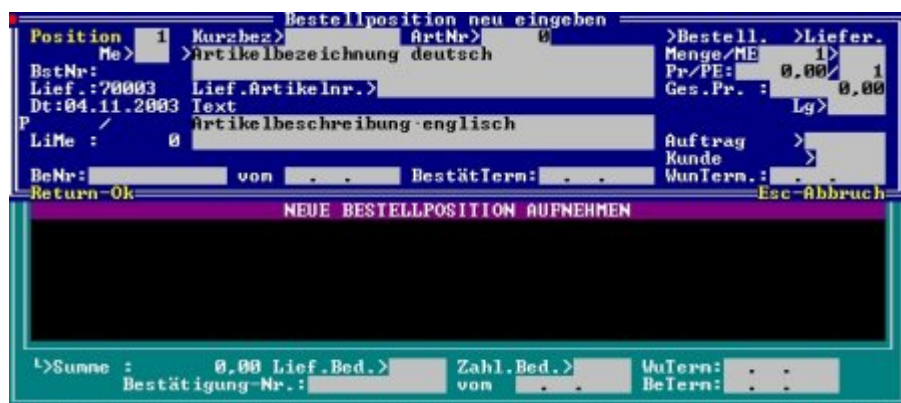 Bestellposition neu eingeben
Position 1 Kurzbez> ArtNr> 0 >Bestell. >Liefer.
Me> >Artikelbezeichnung deutsch Menge/ME 1>
BstNr: Pr/PE: 0,00/ 1
Lief.:70003 Lief.Artikelnr.> Ges.Pr. : 0,00
Dt:04.11.2003 Text Lg>
P / Artikelbeschreibung englisch
LiMe : 0 Auftrag >
Kunde >
BeNr: von . . BestätTerm: . . WunTerm.: . .
Return-Ok Esc-Abbruch
NEUE BESTELLPOSITION AUFNEHMEN
└>Summe : 0,00 Lief.Bed.> Zahl.Bed.> WuTerm: . .
Bestätigung-Nr.: vom . . BeTerm: . .